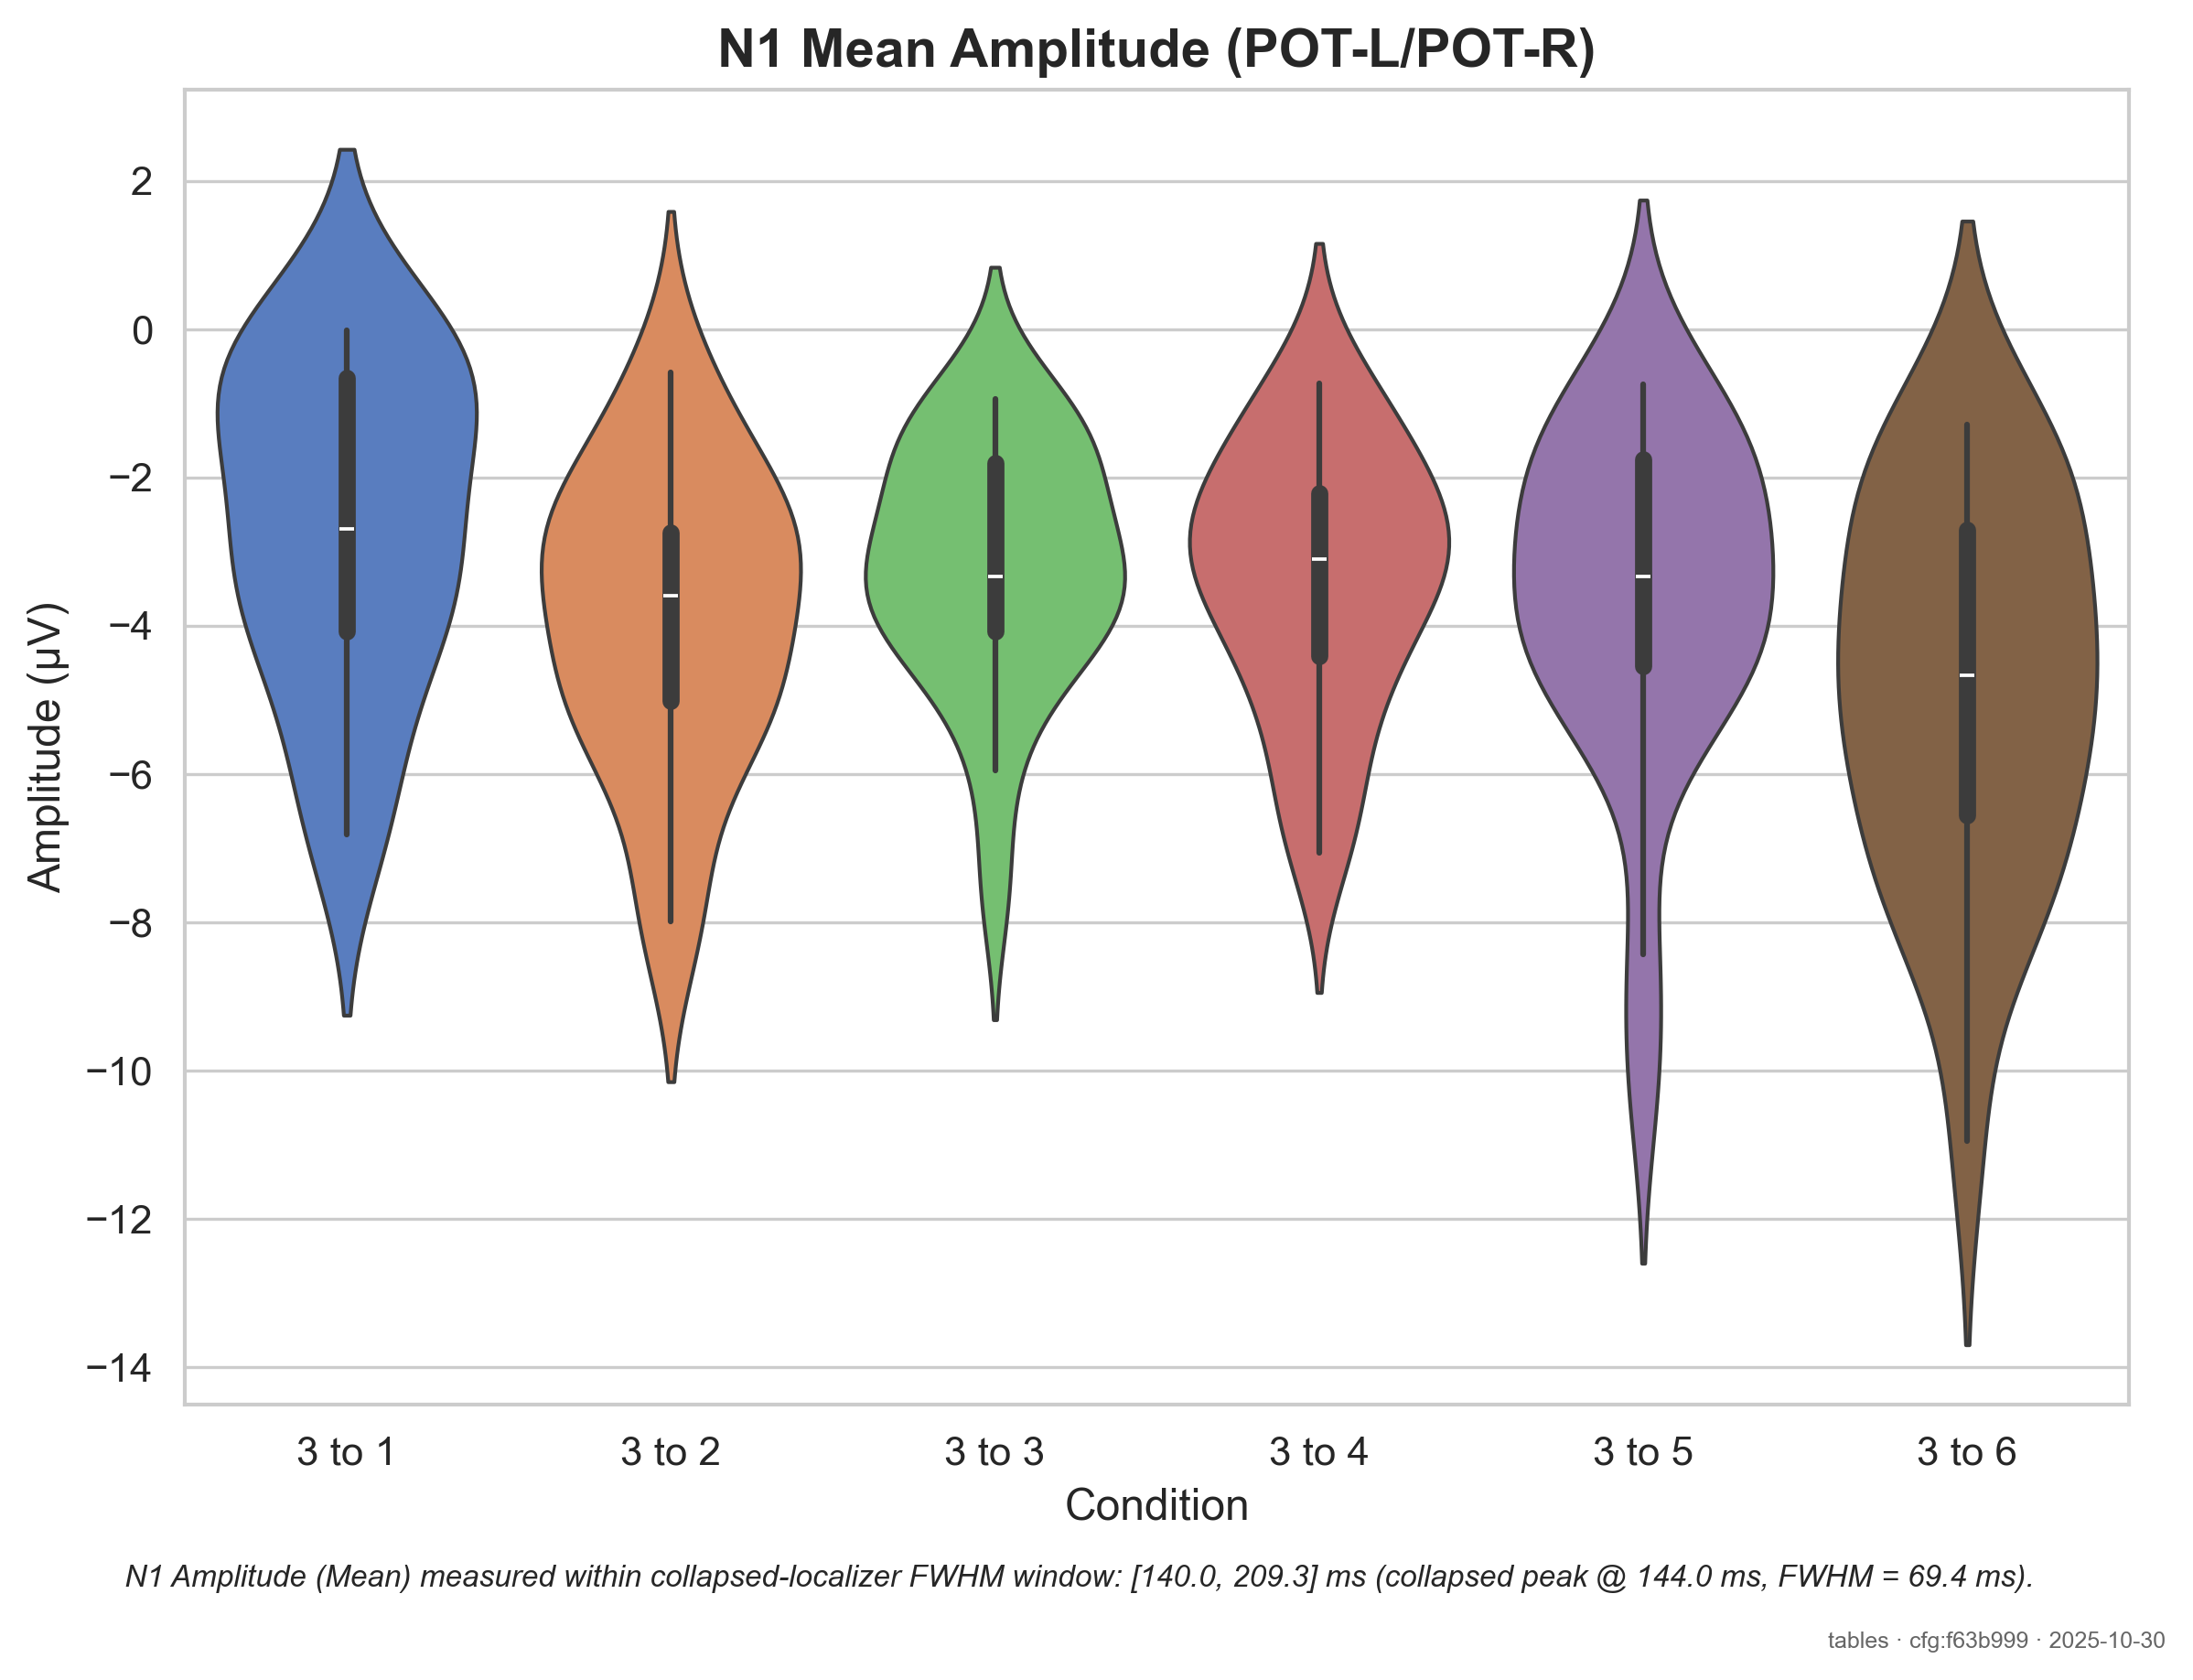 N1 Mean Amplitude (POT-L/POT-R)
Amplitude (µV)
2
0
−2
−4
−6
−8
−10
−12
−14
3 to 1
3 to 2
3 to 3
3 to 4
3 to 5
3 to 6
Condition
N1 Amplitude (Mean) measured within collapsed-localizer FWHM window: [140.0, 209.3] ms (collapsed peak @ 144.0 ms, FWHM = 69.4 ms).
tables · cfg:f63b999 · 2025-10-30